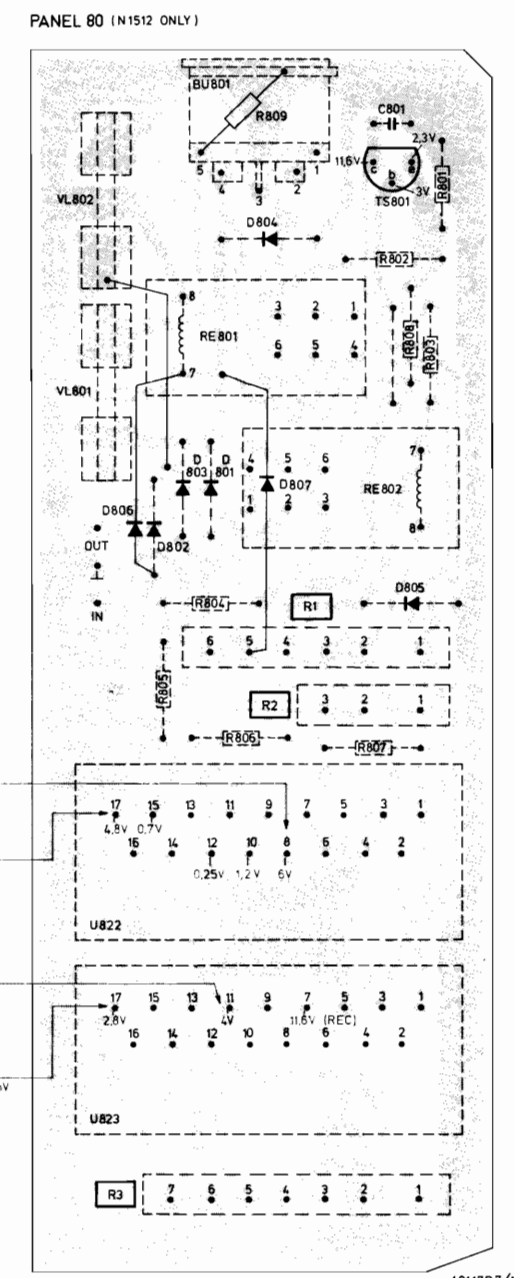 PANEL 80 (N1512 ONLY)
BU801
R809
C801
5 4 3 2 1
11,6V 2,3V
c b e
3V
TS801
R801
VL802
D804
R802
8
RE801
3 2 1
6 5 4
7
R808
R803
VL801
D 803
D 801
4 5 6
D807
1 2 3
RE802
7
8
D806
D802
OUT
IN
R804
R1
D805
6 5 4 3 2 1
R805
R2
3 2 1
R806
R807
17 15 13 11 9 7 5 3 1
4,8V 0,7V
16 14 12 10 8 6 4 2
0,25V 1,2V 6V
U822
17 15 13 11 9 7 5 3 1
2,8V 4V 11,6V (REC)
16 14 12 10 8 6 4 2
U823
R3
7 6 5 4 3 2 1